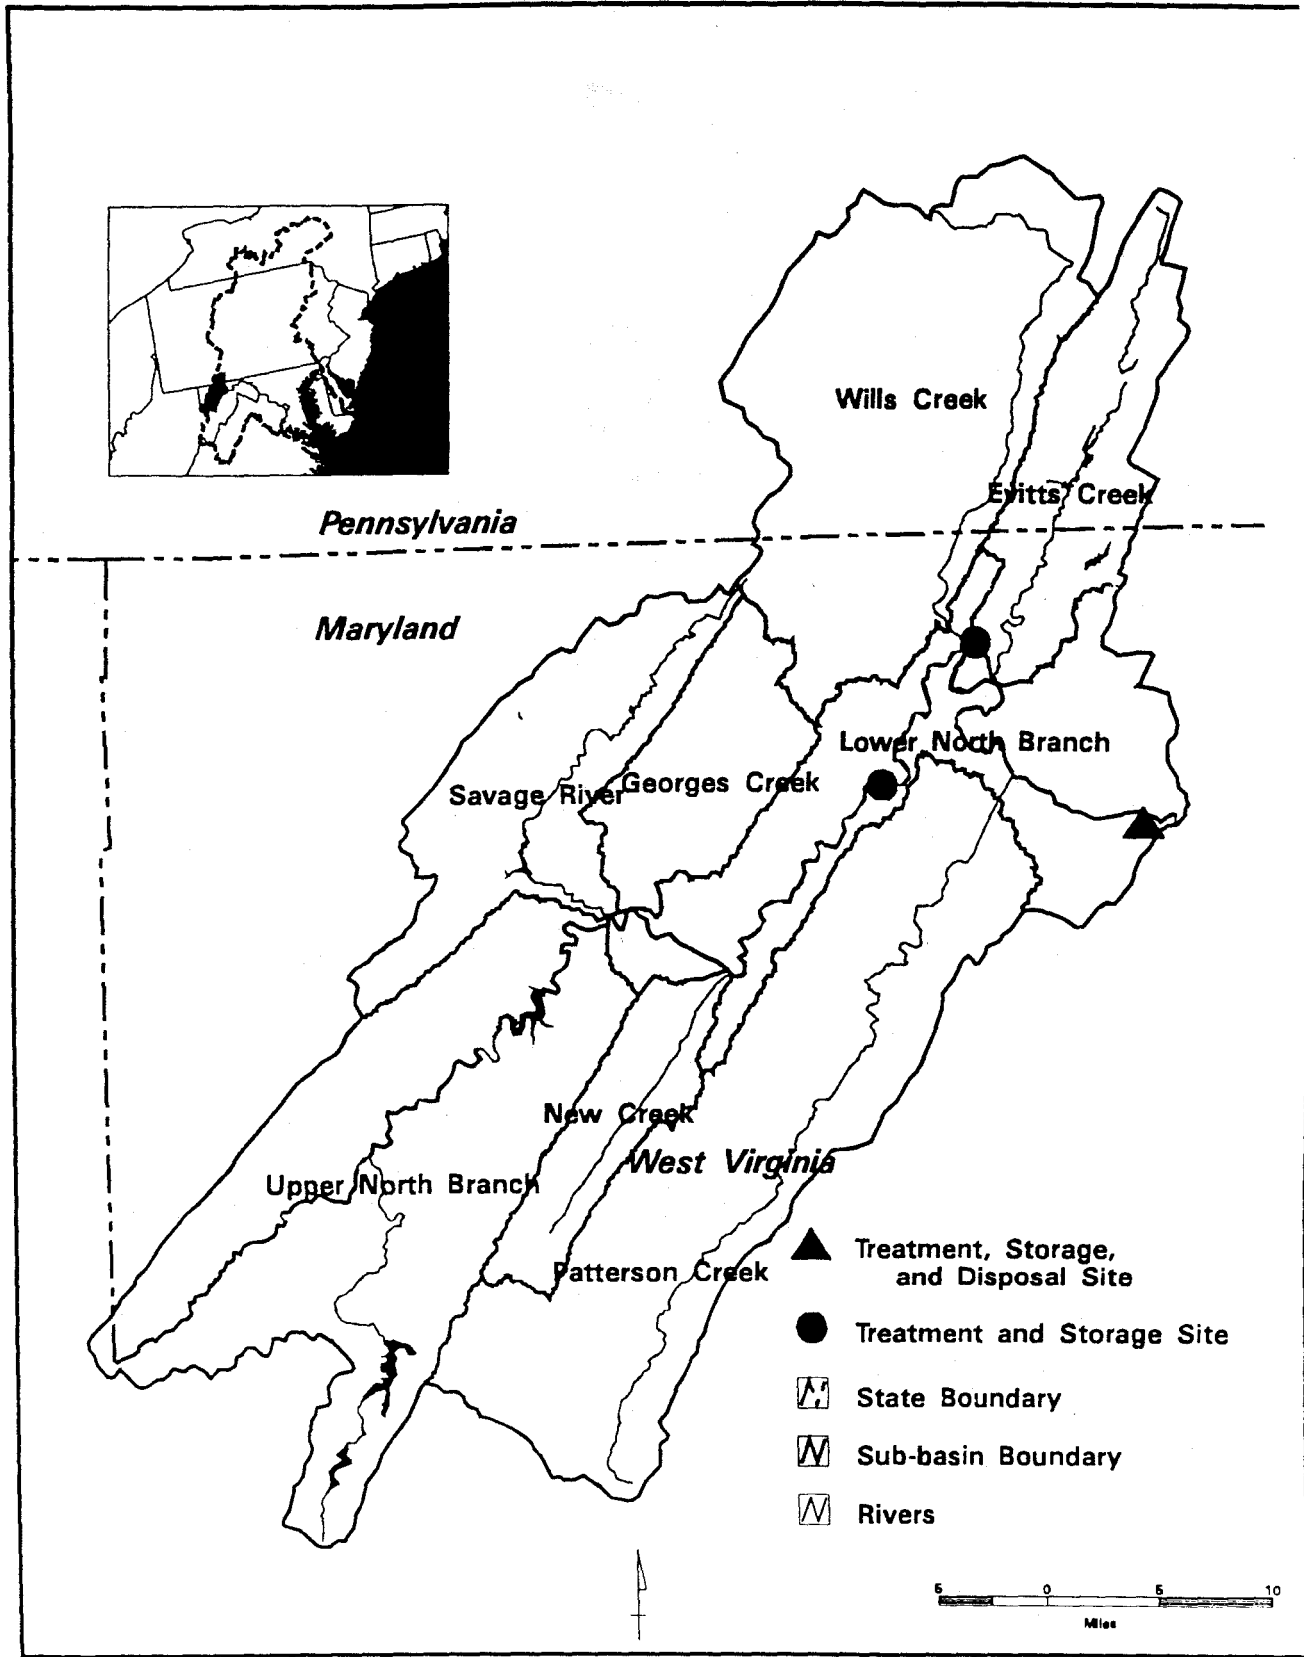 Wills Creek
Evitts Creek
Pennsylvania
Maryland
Lower North Branch
Georges Creek
Savage River
New Creek
West Virginia
Upper North Branch
Patterson Creek
Treatment, Storage,
and Disposal Site
Treatment and Storage Site
State Boundary
Sub-basin Boundary
Rivers
5 0 5 10
Miles